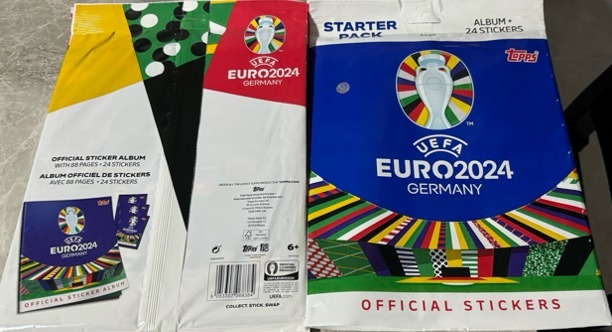 UEFA
EURO2024
GERMANY
OFFICIAL STICKER ALBUM
WITH 88 PAGES + 24 STICKERS
ALBUM OFFICIEL DE STICKERS
AVEC 88 PAGES + 24 STICKERS
UEFA
EURO2024
GERMANY
OFFICIAL STICKER ALBUM
Topps
6+
COLLECT. STICK. SWAP
UEFA.com
STARTER
PACK
ALBUM +
24 STICKERS
Topps
TM
UEFA
EURO2024
GERMANY
OFFICIAL STICKERS